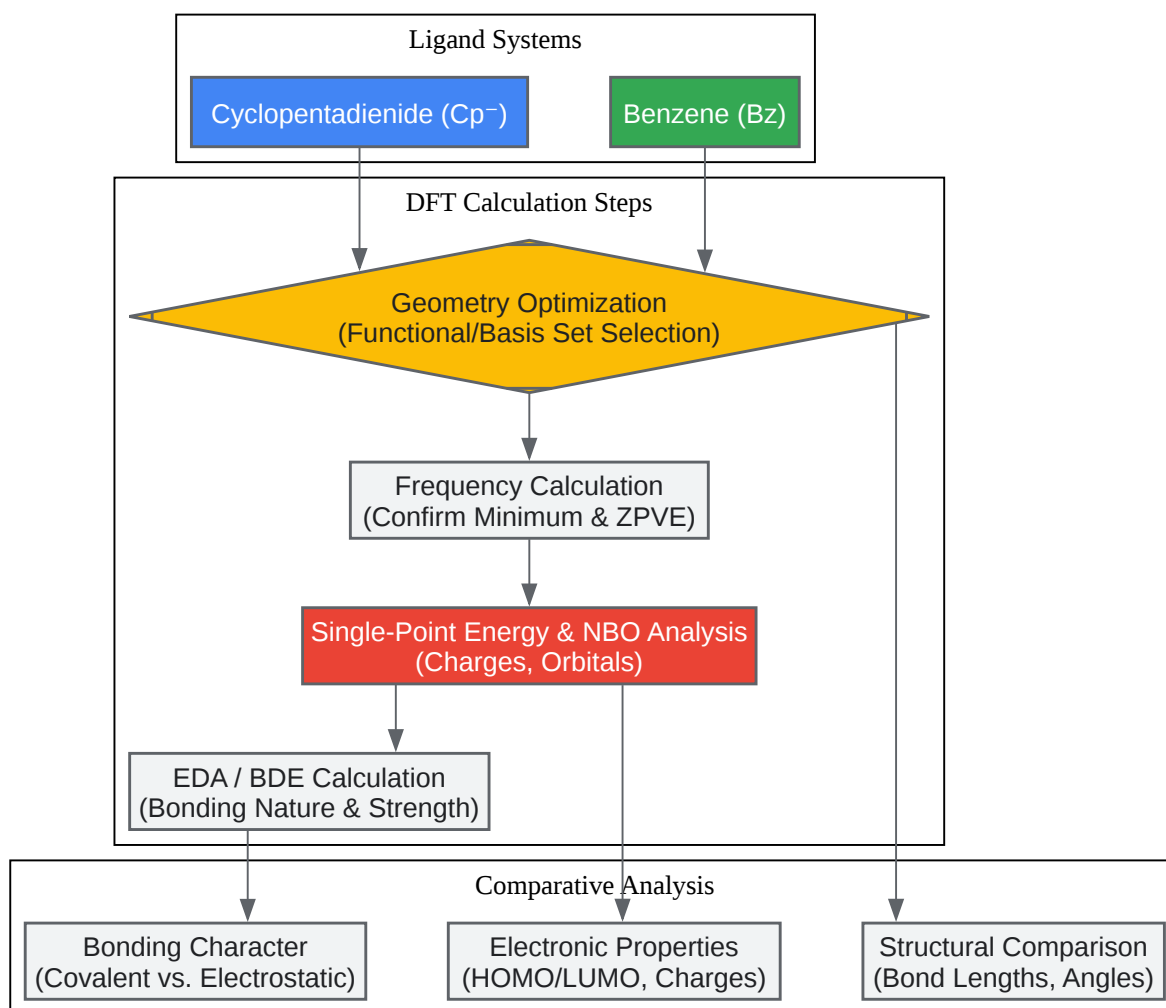 Ligand Systems
Cyclopentadienide (Cp⁻)
Benzene (Bz)
DFT Calculation Steps
Geometry Optimization
(Functional/Basis Set Selection)
Frequency Calculation
(Confirm Minimum & ZPVE)
Single-Point Energy & NBO Analysis
(Charges, Orbitals)
EDA / BDE Calculation
(Bonding Nature & Strength)
Comparative Analysis
Bonding Character
(Covalent vs. Electrostatic)
Electronic Properties
(HOMO/LUMO, Charges)
Structural Comparison
(Bond Lengths, Angles)